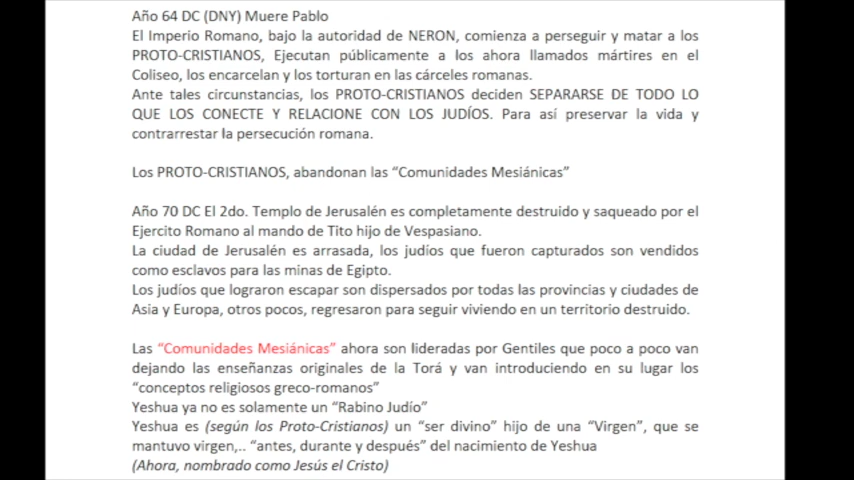 Año 64 DC (DNY) Muere Pablo
El Imperio Romano, bajo la autoridad de NERON, comienza a perseguir y matar a los
PROTO-CRISTIANOS, Ejecutan públicamente a los ahora llamados mártires en el
Coliseo, los encarcelan y los torturan en las cárceles romanas.
Ante tales circunstancias, los PROTO-CRISTIANOS deciden SEPARARSE DE TODO LO
QUE LOS CONECTE Y RELACIONE CON LOS JUDÍOS. Para así preservar la vida y
contrarrestar la persecución romana.
Los PROTO-CRISTIANOS, abandonan las “Comunidades Mesiánicas”
Año 70 DC El 2do. Templo de Jerusalén es completamente destruido y saqueado por el
Ejercito Romano al mando de Tito hijo de Vespasiano.
La ciudad de Jerusalén es arrasada, los judíos que fueron capturados son vendidos
como esclavos para las minas de Egipto.
Los judíos que lograron escapar son dispersados por todas las provincias y ciudades de
Asia y Europa, otros pocos, regresaron para seguir viviendo en un territorio destruido.
Las “Comunidades Mesiánicas” ahora son lideradas por Gentiles que poco a poco van
dejando las enseñanzas originales de la Torá y van introduciendo en su lugar los
“conceptos religiosos greco-romanos”
Yeshua ya no es solamente un “Rabino Judío”
Yeshua es (según los Proto-Cristianos) un “ser divino” hijo de una “Virgen”, que se
mantuvo virgen,.. “antes, durante y después” del nacimiento de Yeshua
(Ahora, nombrado como Jesús el Cristo)